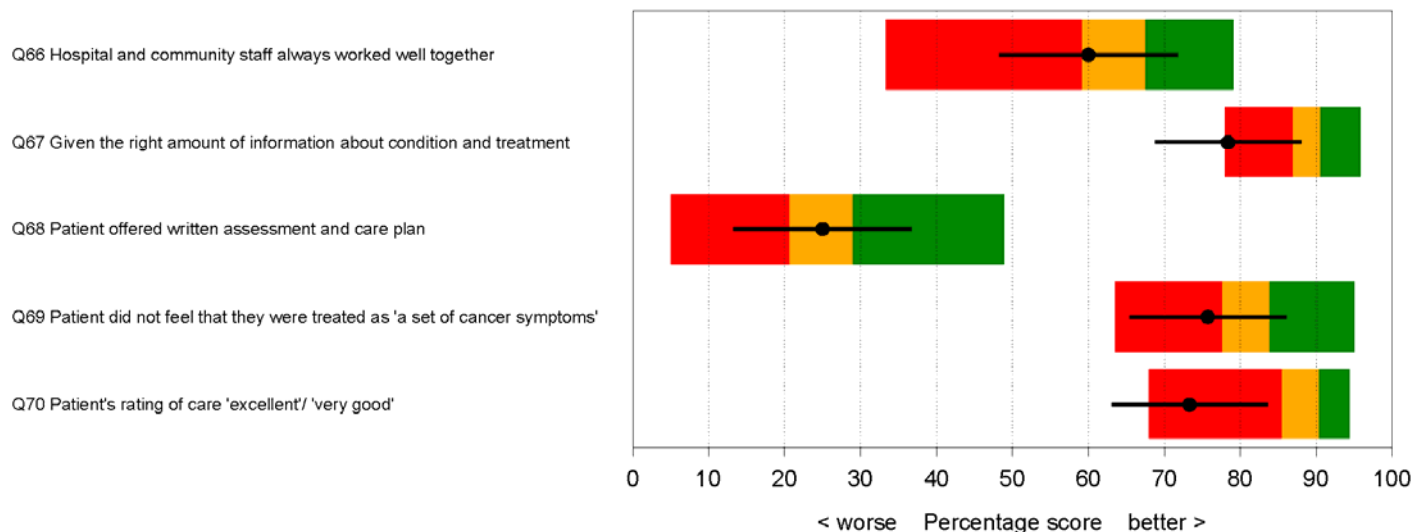 Q66 Hospital and community staff always worked well together
Q67 Given the right amount of information about condition and treatment
Q68 Patient offered written assessment and care plan
Q69 Patient did not feel that they were treated as 'a set of cancer symptoms'
Q70 Patient's rating of care 'excellent'/ 'very good'
0 10 20 30 40 50 60 70 80 90 100
< worse Percentage score better >